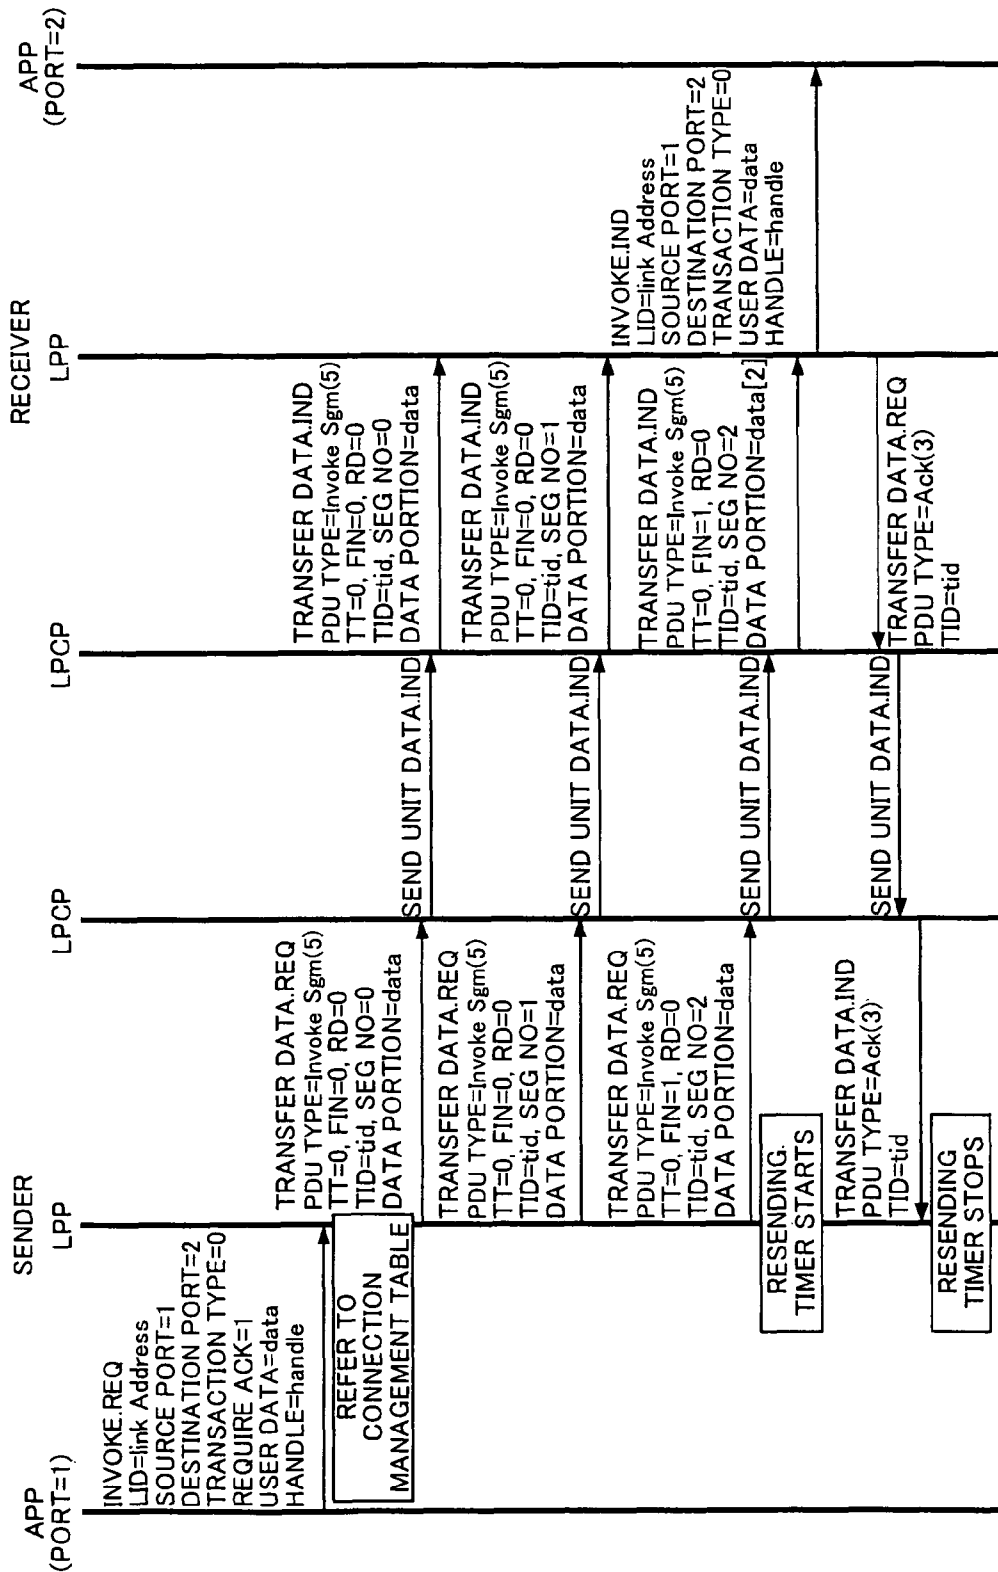 SENDER
RECEIVER
APP
(PORT=1)
LPP
LPCP
LPCP
LPP
APP
(PORT=2)
INVOKE.REQ
LID=link Address
SOURCE PORT=1
DESTINATION PORT=2
TRANSACTION TYPE=0
REQUIRE ACK=1
USER DATA=data
HANDLE=handle
REFER TO
CONNECTION
MANAGEMENT TABLE
TRANSFER DATA.REQ
PDU TYPE=Invoke Sgm(5)
TT=0, FIN=0, RD=0
TID=tid, SEG NO=0
DATA PORTION=data
SEND UNIT DATA.IND
TRANSFER DATA.IND
PDU TYPE=Invoke Sgm(5)
TT=0, FIN=0, RD=0
TID=tid, SEG NO=0
DATA PORTION=data
TRANSFER DATA.REQ
PDU TYPE=Invoke Sgm(5)
TT=0, FIN=0, RD=0
TID=tid, SEG NO=1
DATA PORTION=data
SEND UNIT DATA.IND
TRANSFER DATA.IND
PDU TYPE=Invoke Sgm(5)
TT=0, FIN=0, RD=0
TID=tid, SEG NO=1
DATA PORTION=data
TRANSFER DATA.REQ
PDU TYPE=Invoke Sgm(5)
TT=0, FIN=1, RD=0
TID=tid, SEG NO=2
DATA PORTION=data
SEND UNIT DATA.IND
TRANSFER DATA.IND
PDU TYPE=Invoke Sgm(5)
TT=0, FIN=1, RD=0
TID=tid, SEG NO=2
DATA PORTION=data[2]
INVOKE.IND
LID=link Address
SOURCE PORT=1
DESTINATION PORT=2
TRANSACTION TYPE=0
USER DATA=data
HANDLE=handle
RESENDING
TIMER STARTS
TRANSFER DATA.IND
PDU TYPE=Ack(3)
TID=tid
SEND UNIT DATA.IND
TRANSFER DATA.REQ
PDU TYPE=Ack(3)
TID=tid
RESENDING
TIMER STOPS